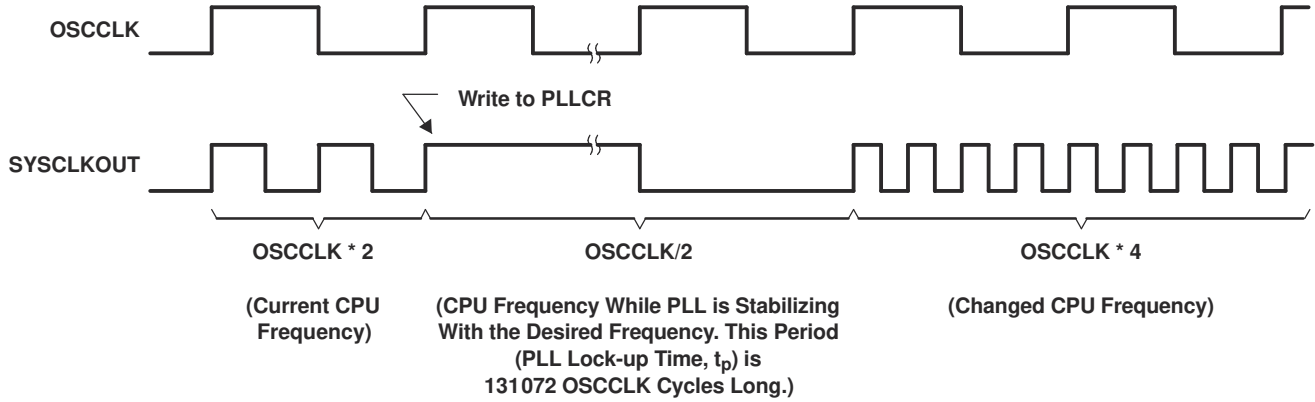 OSCCLK
Write to PLLCR
SYSCLKOUT
OSCCLK * 2
OSCCLK/2
OSCCLK * 4
(Current CPU
Frequency)
(CPU Frequency While PLL is Stabilizing
With the Desired Frequency. This Period
(PLL Lock-up Time, tp) is
131072 OSCCLK Cycles Long.)
(Changed CPU Frequency)